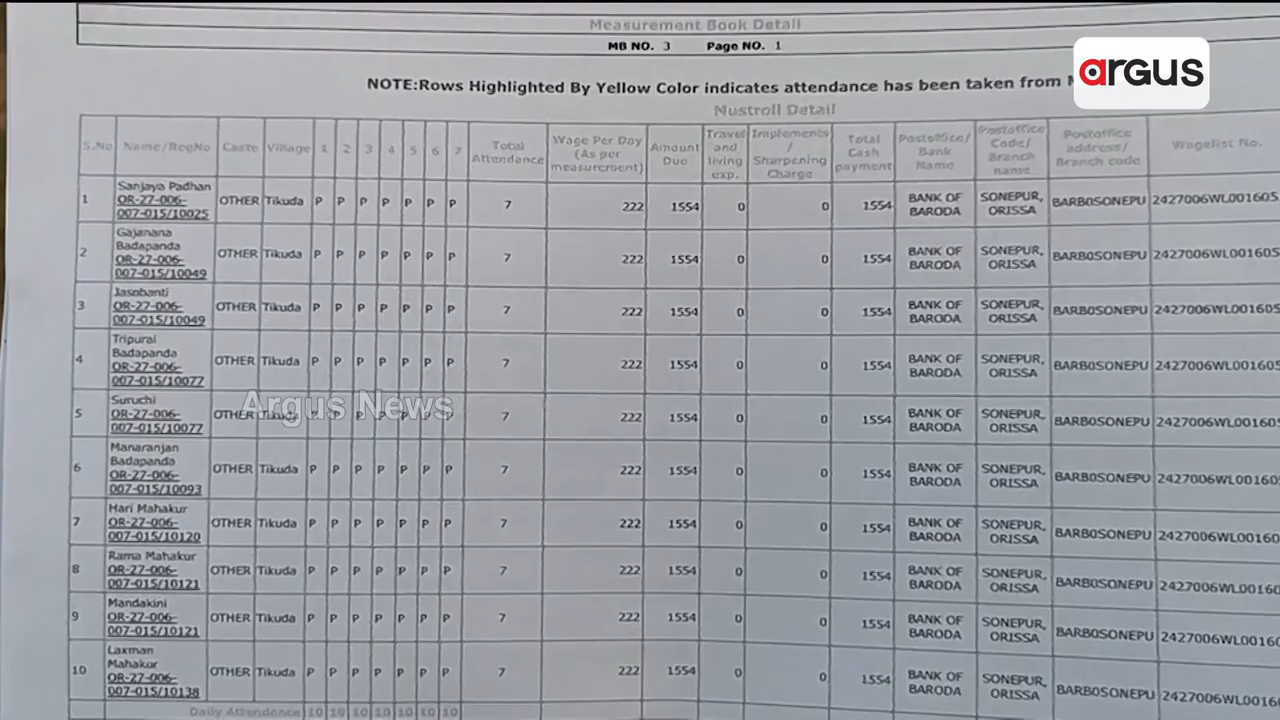 Measurement Book Detail
MB NO. 3 Page NO. 1
NOTE:Rows Highlighted By Yellow Color indicates attendance has been taken from
argus
Mustroll Detail
S.No Name/RegNo Caste Village 1 2 3 4 5 6 7 Total Attendance Wage Per Day (As per measurement) Amount Due Travel and living exp. Implements / Sharpening Charge Total Cash payment Postoffice/ Bank Name Postoffice Code/ Branch name Postoffice address/ Branch code Wagelist No.
1 Sanjaya Padhan OR-27-006-007-015/10025 OTHER Tikuda P P P P P P P 7 222 1554 0 0 1554 BANK OF BARODA SONEPUR, ORISSA BARB0SONEPU 2427006WL001605
2 Gajanana Badapanda OR-27-006-007-015/10049 OTHER Tikuda P P P P P P P 7 222 1554 0 0 1554 BANK OF BARODA SONEPUR, ORISSA BARB0SONEPU 2427006WL001605
3 Jasobanti OR-27-006-007-015/10049 OTHER Tikuda P P P P P P P 7 222 1554 0 0 1554 BANK OF BARODA SONEPUR, ORISSA BARB0SONEPU 2427006WL001605
4 Tripurai Badapanda OR-27-006-007-015/10077 OTHER Tikuda P P P P P P P 7 222 1554 0 0 1554 BANK OF BARODA SONEPUR, ORISSA BARB0SONEPU 2427006WL001605
Argus News
5 Suruchi OR-27-006-007-015/10077 OTHER Tikuda P P P P P P P 7 222 1554 0 0 1554 BANK OF BARODA SONEPUR, ORISSA BARB0SONEPU 2427006WL001605
6 Manaranjan Badapanda OR-27-006-007-015/10093 OTHER Tikuda P P P P P P P 7 222 1554 0 0 1554 BANK OF BARODA SONEPUR, ORISSA BARB0SONEPU 2427006WL00160
7 Hari Mahakur OR-27-006-007-015/10120 OTHER Tikuda P P P P P P P 7 222 1554 0 0 1554 BANK OF BARODA SONEPUR, ORISSA BARB0SONEPU 2427006WL00160
8 Rama Mahakur OR-27-006-007-015/10121 OTHER Tikuda P P P P P P P 7 222 1554 0 0 1554 BANK OF BARODA SONEPUR, ORISSA BARB0SONEPU 2427006WL00160
9 Mandakini OR-27-006-007-015/10121 OTHER Tikuda P P P P P P P 7 222 1554 0 0 1554 BANK OF BARODA SONEPUR, ORISSA BARB0SONEPU 2427006WL00160
10 Laxman Mahakor OR-27-006-007-015/10138 OTHER Tikuda P P P P P P P 7 222 1554 0 0 1554 BANK OF BARODA SONEPUR, ORISSA BARB0SONEPU 2427006WL00160
Daily Attendence 10 10 10 10 10 10 10